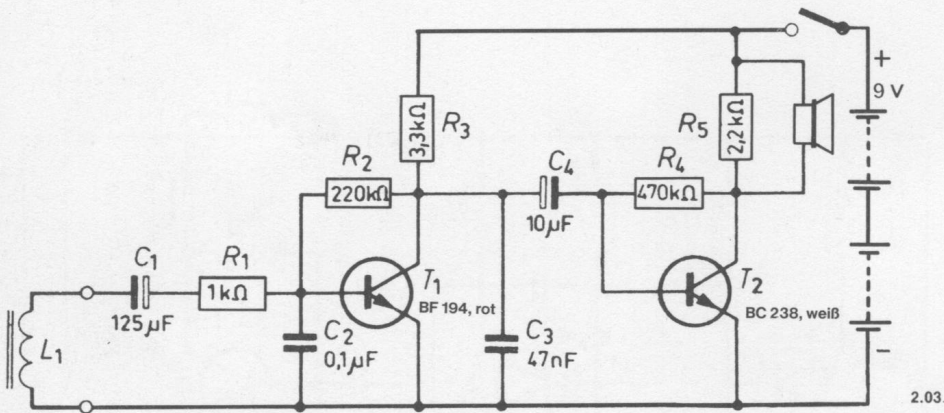 +
9 V
3,3kΩ
R3
R5
2,2kΩ
R2
220kΩ
C4
10µF
R4
470kΩ
C1
125µF
R1
1kΩ
T1
BF 194, rot
T2
BC 238, weiß
L1
C2
0,1µF
C3
47nF
−
2.03